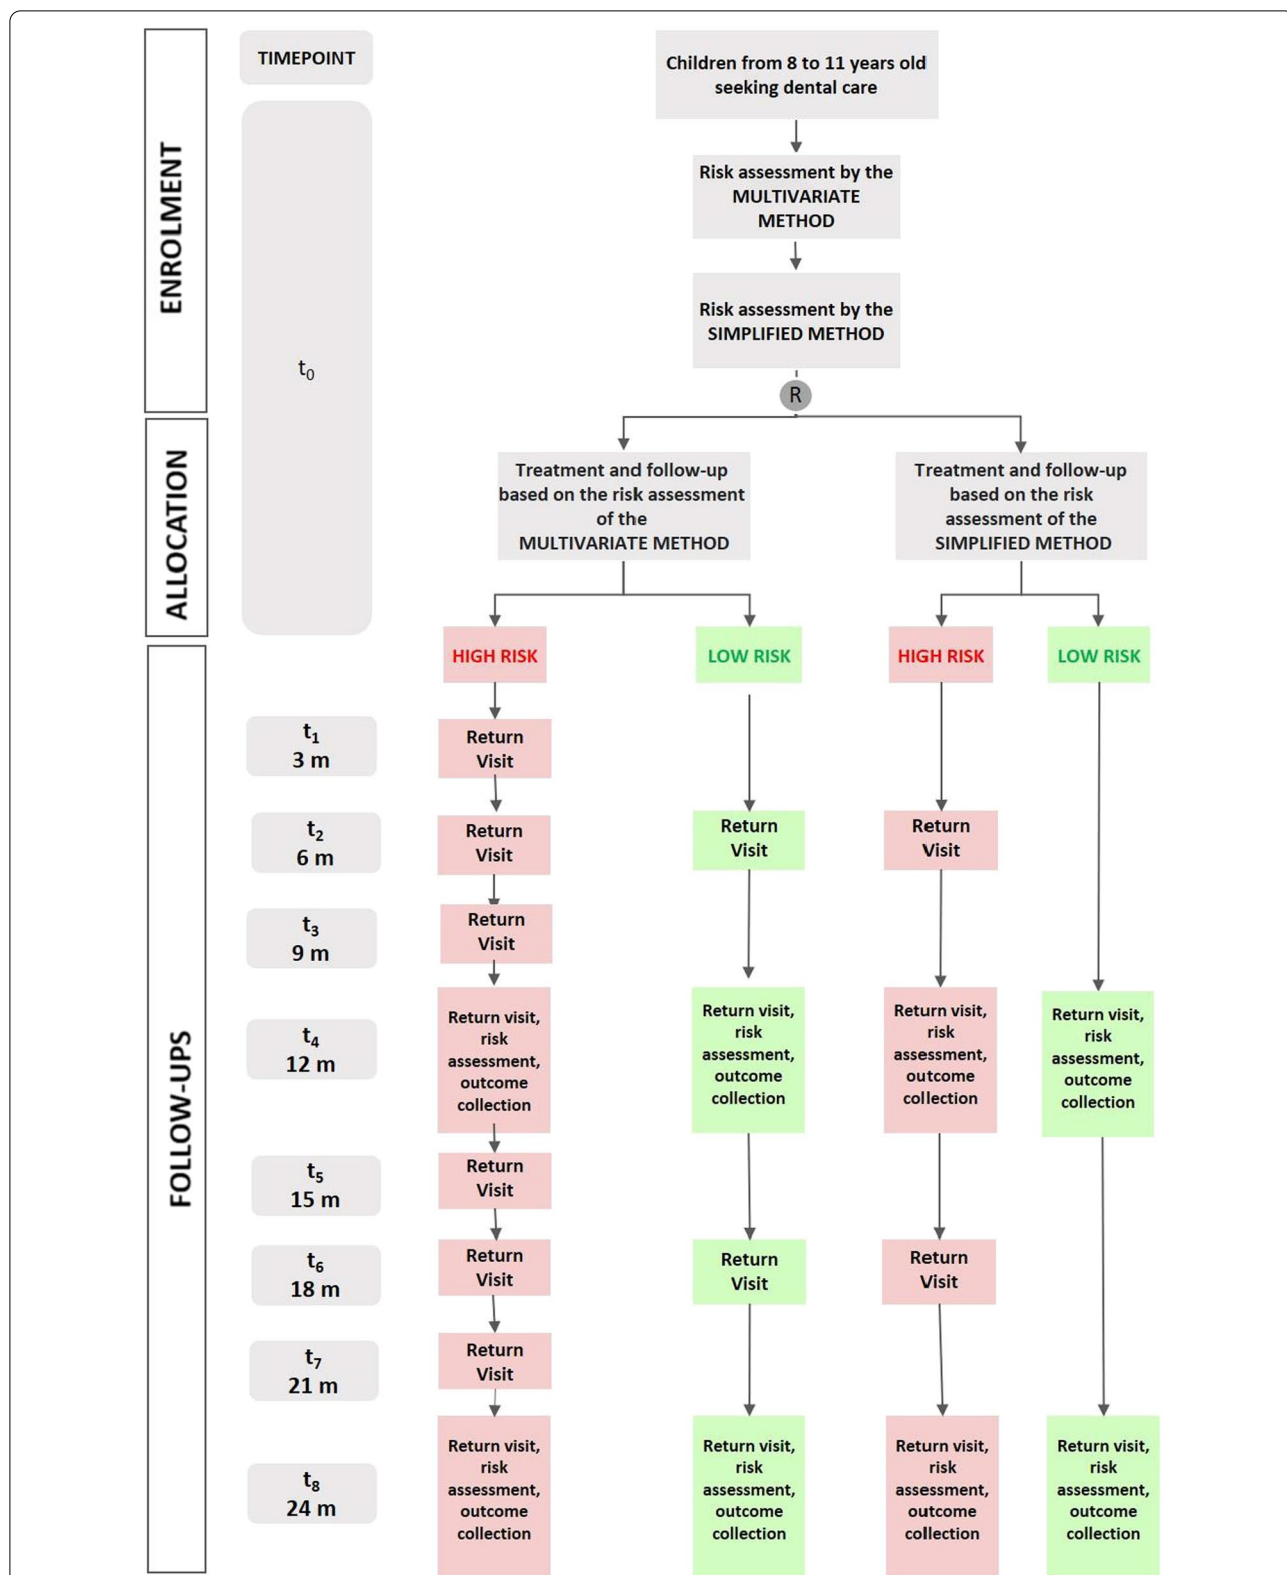 ENROLMENT
TIMEPOINT
t0
Children from 8 to 11 years old
seeking dental care
Risk assessment by the
MULTIVARIATE
METHOD
Risk assessment by the
SIMPLIFIED METHOD
R
ALLOCATION
Treatment and follow-up
based on the risk assessment
of the
MULTIVARIATE METHOD
Treatment and follow-up
based on the risk
assessment of the
SIMPLIFIED METHOD
HIGH RISK
LOW RISK
HIGH RISK
LOW RISK
FOLLOW-UPS
t1
3 m
Return
Visit
t2
6 m
Return
Visit
Return
Visit
Return
Visit
t3
9 m
Return
Visit
t4
12 m
Return visit,
risk
assessment,
outcome
collection
Return visit,
risk
assessment,
outcome
collection
Return visit,
risk
assessment,
outcome
collection
Return visit,
risk
assessment,
outcome
collection
t5
15 m
Return
Visit
t6
18 m
Return
Visit
Return
Visit
Return
Visit
t7
21 m
Return
Visit
t8
24 m
Return visit,
risk
assessment,
outcome
collection
Return visit,
risk
assessment,
outcome
collection
Return visit,
risk
assessment,
outcome
collection
Return visit,
risk
assessment,
outcome
collection